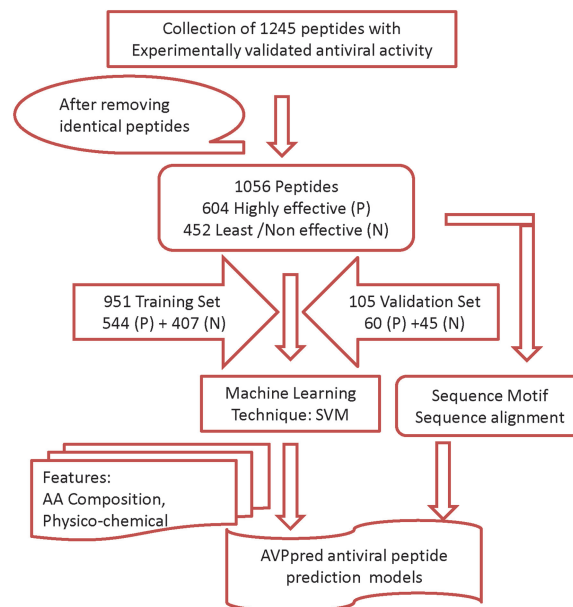 Collection of 1245 peptides with
Experimentally validated antiviral activity
After removing
identical peptides
1056 Peptides
604 Highly effective (P)
452 Least /Non effective (N)
951 Training Set
544 (P) + 407 (N)
105 Validation Set
60 (P) +45 (N)
Machine Learning
Technique: SVM
Sequence Motif
Sequence alignment
Features:
AA Composition,
Physico-chemical
AVPpred antiviral peptide
prediction models